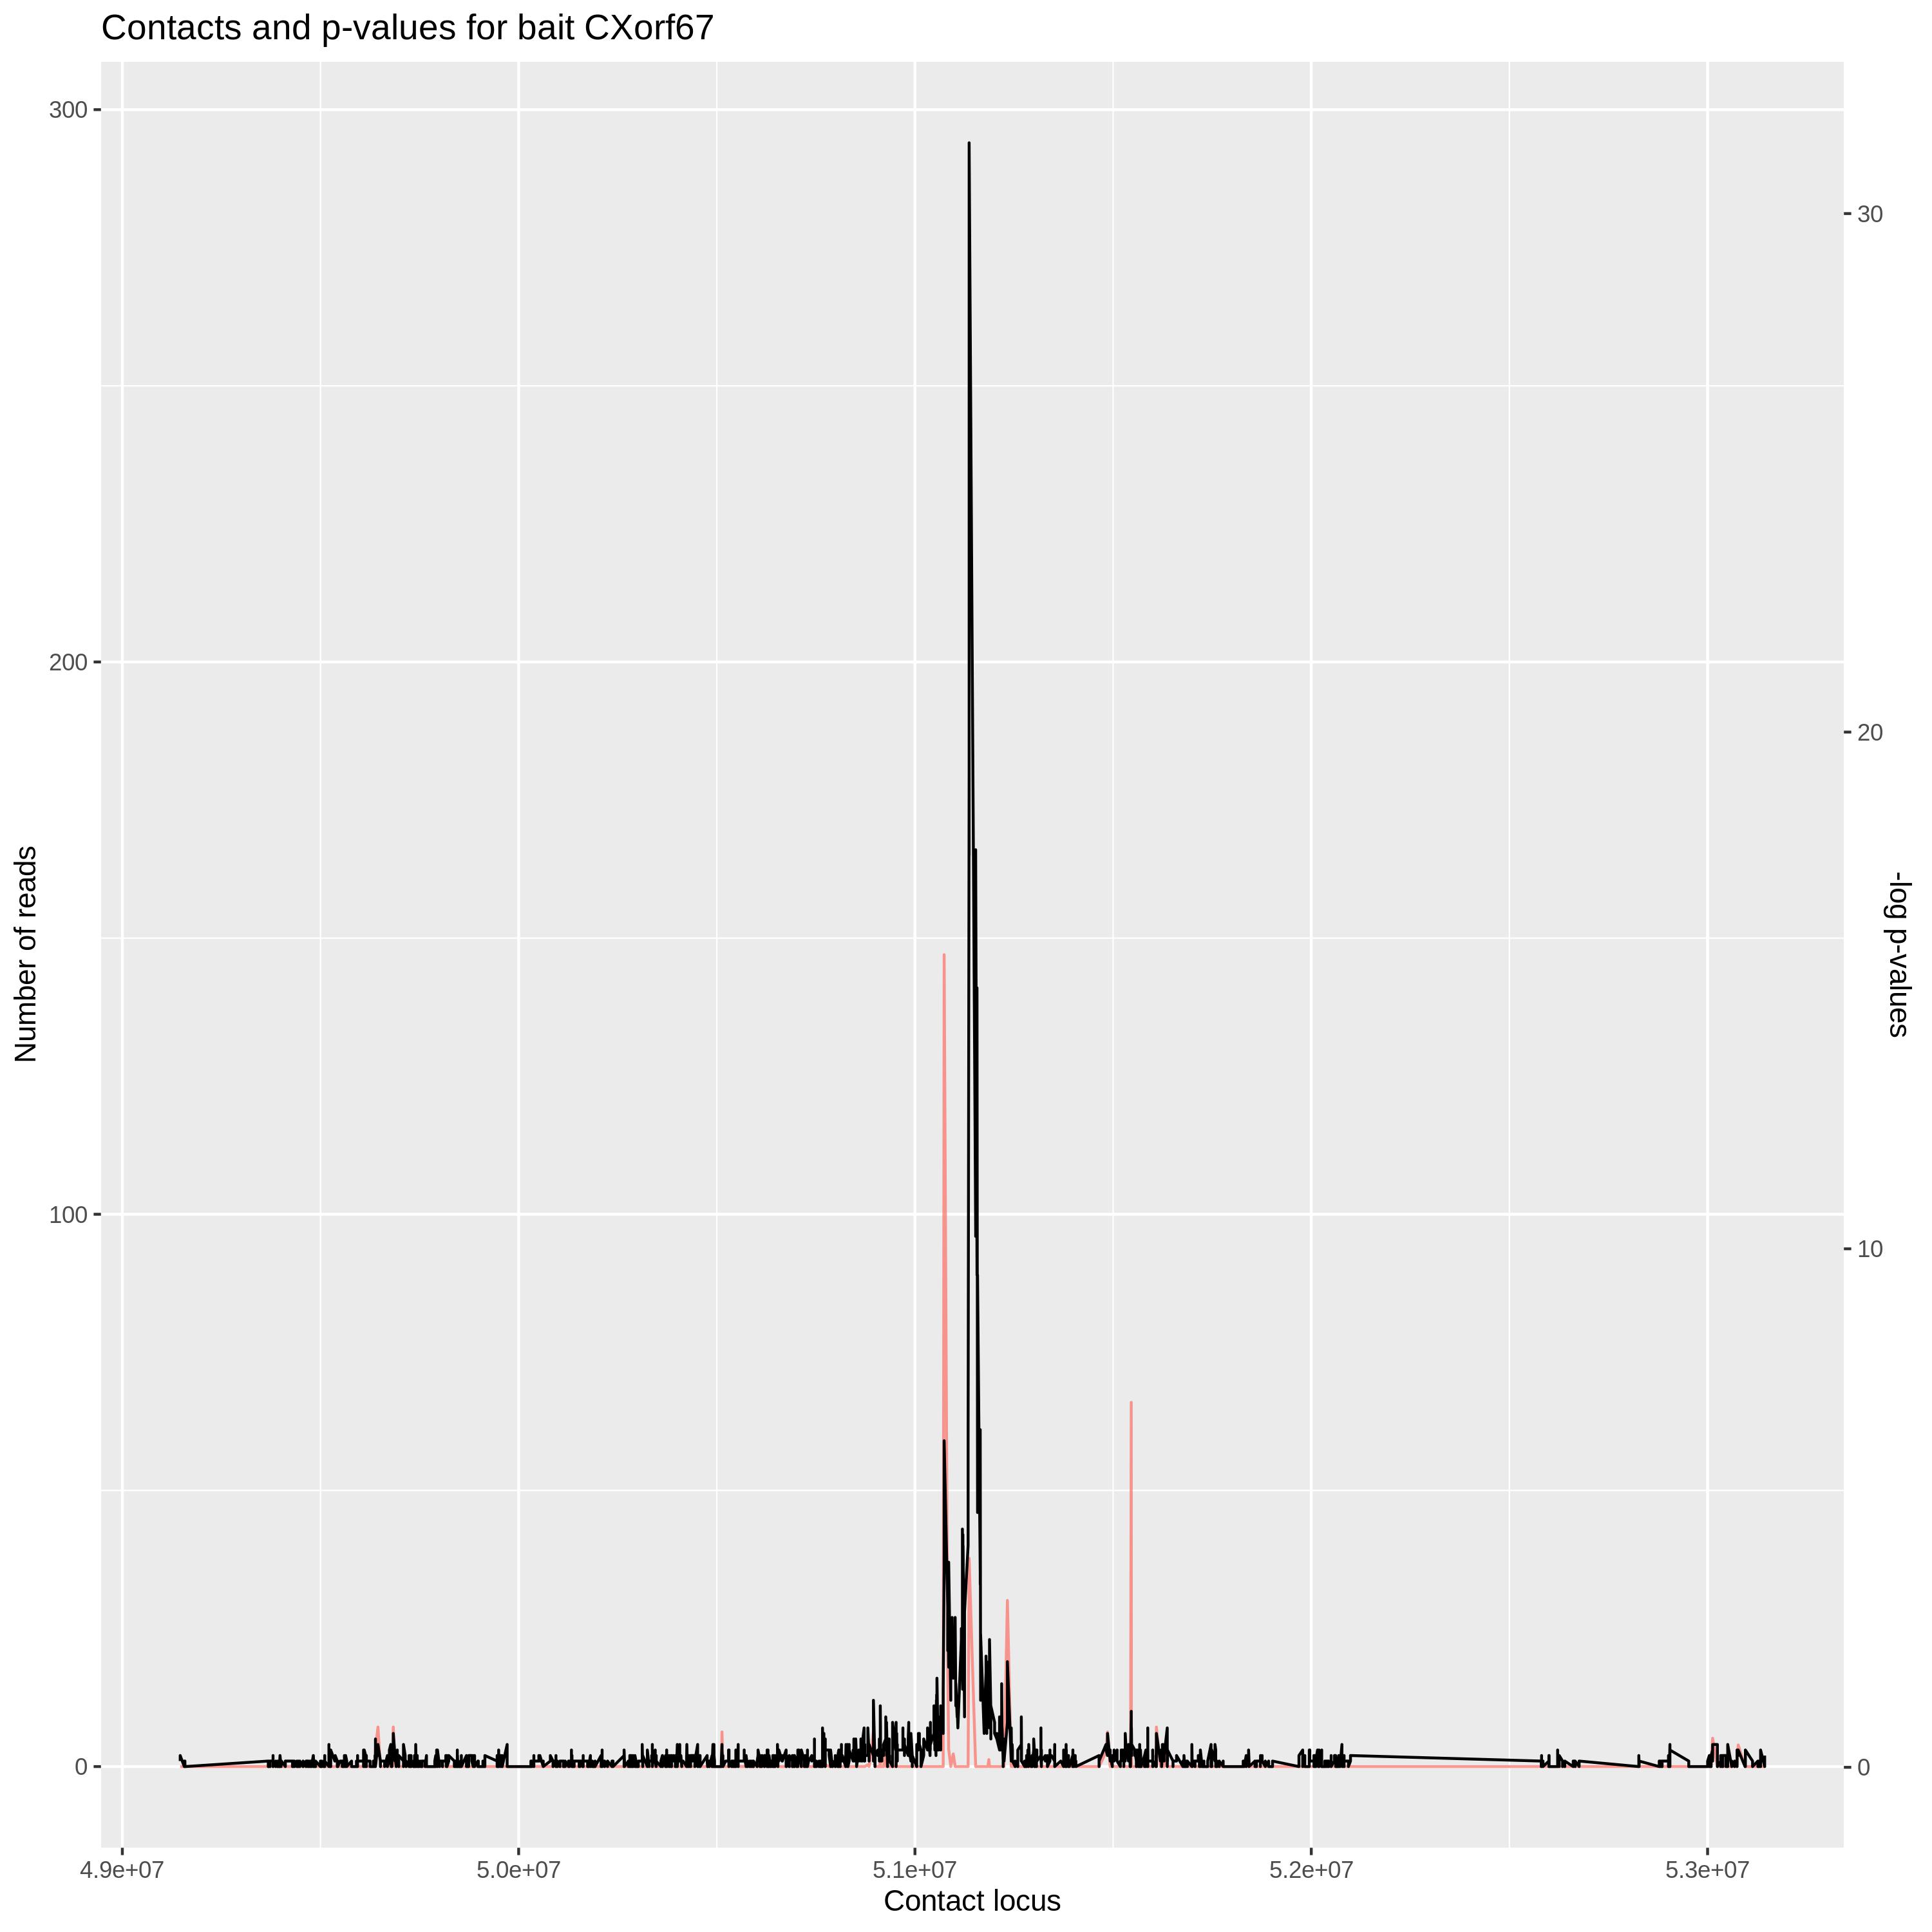 Contacts and p-values for bait CXorf67
300
200
100
0
Number of reads
30
20
10
0
-log p-values
4.9e+07 5.0e+07 5.1e+07 5.2e+07 5.3e+07
Contact locus